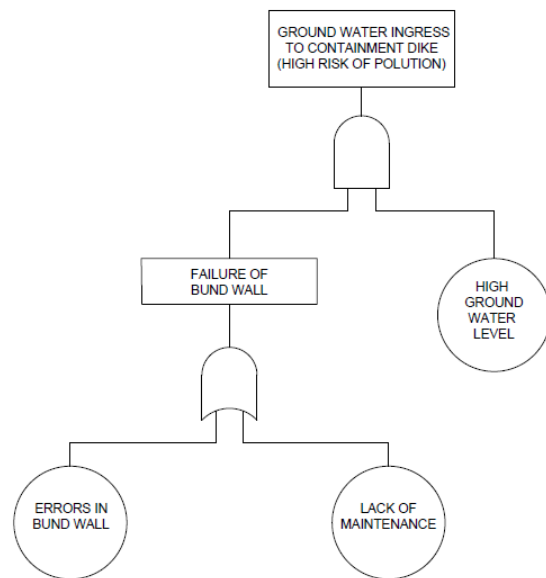 GROUND WATER INGRESS
TO CONTAINMENT DIKE
(HIGH RISK OF POLUTION)
FAILURE OF
BUND WALL
HIGH
GROUND
WATER
LEVEL
ERRORS IN
BUND WALL
LACK OF
MAINTENANCE